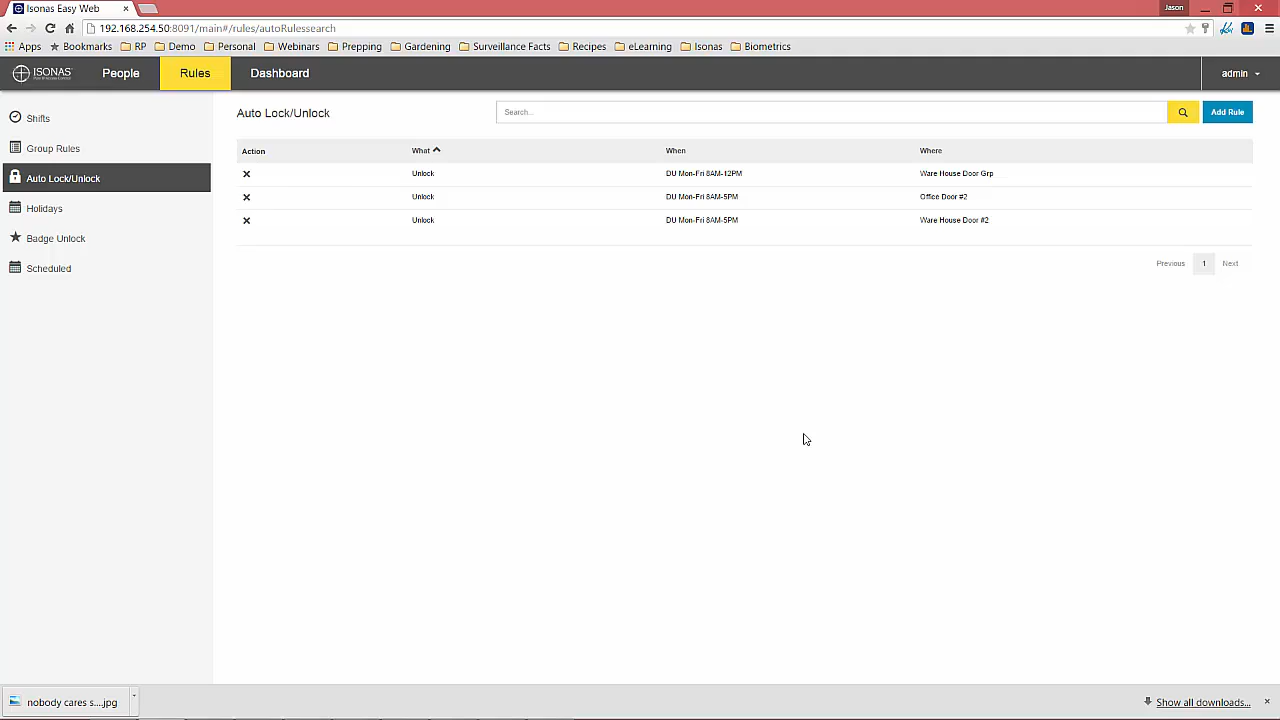 Isonas Easy Web
Jason
192.168.254.50:8091/main#/rules/autoRulessearch
Apps Bookmarks RP Demo Personal Webinars Prepping Gardening Surveillance Facts Recipes eLearning Isonas Biometrics
ISONAS People Rules Dashboard admin
Shifts
Group Rules
Auto Lock/Unlock
Holidays
Badge Unlock
Scheduled
Auto Lock/Unlock Search... Add Rule
Action What When Where
Unlock DU Mon-Fri 8AM-12PM Ware House Door Grp
Unlock DU Mon-Fri 8AM-5PM Office Door #2
Unlock DU Mon-Fri 8AM-5PM Ware House Door #2
Previous 1 Next
nobody cares s....jpg Show all downloads...